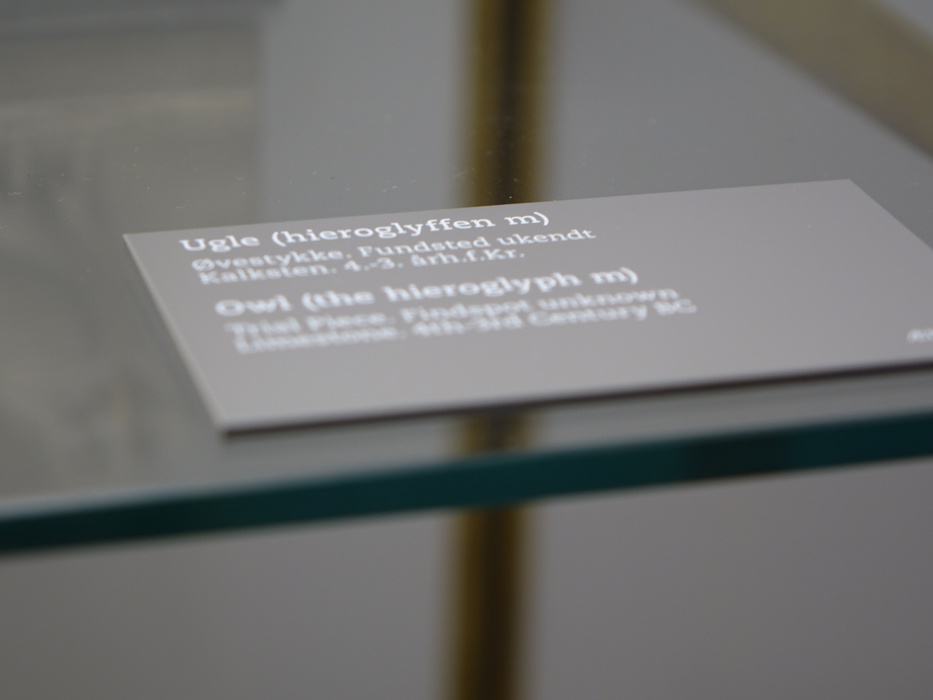 Ugle (hieroglyffen m)
Øvestykke. Fundsted ukendt
Kalksten. 4.-3. årh.f.Kr.
Owl (the hieroglyph m)
Trial Piece. Findspot unknown
Limestone. 4th-3rd Century BC